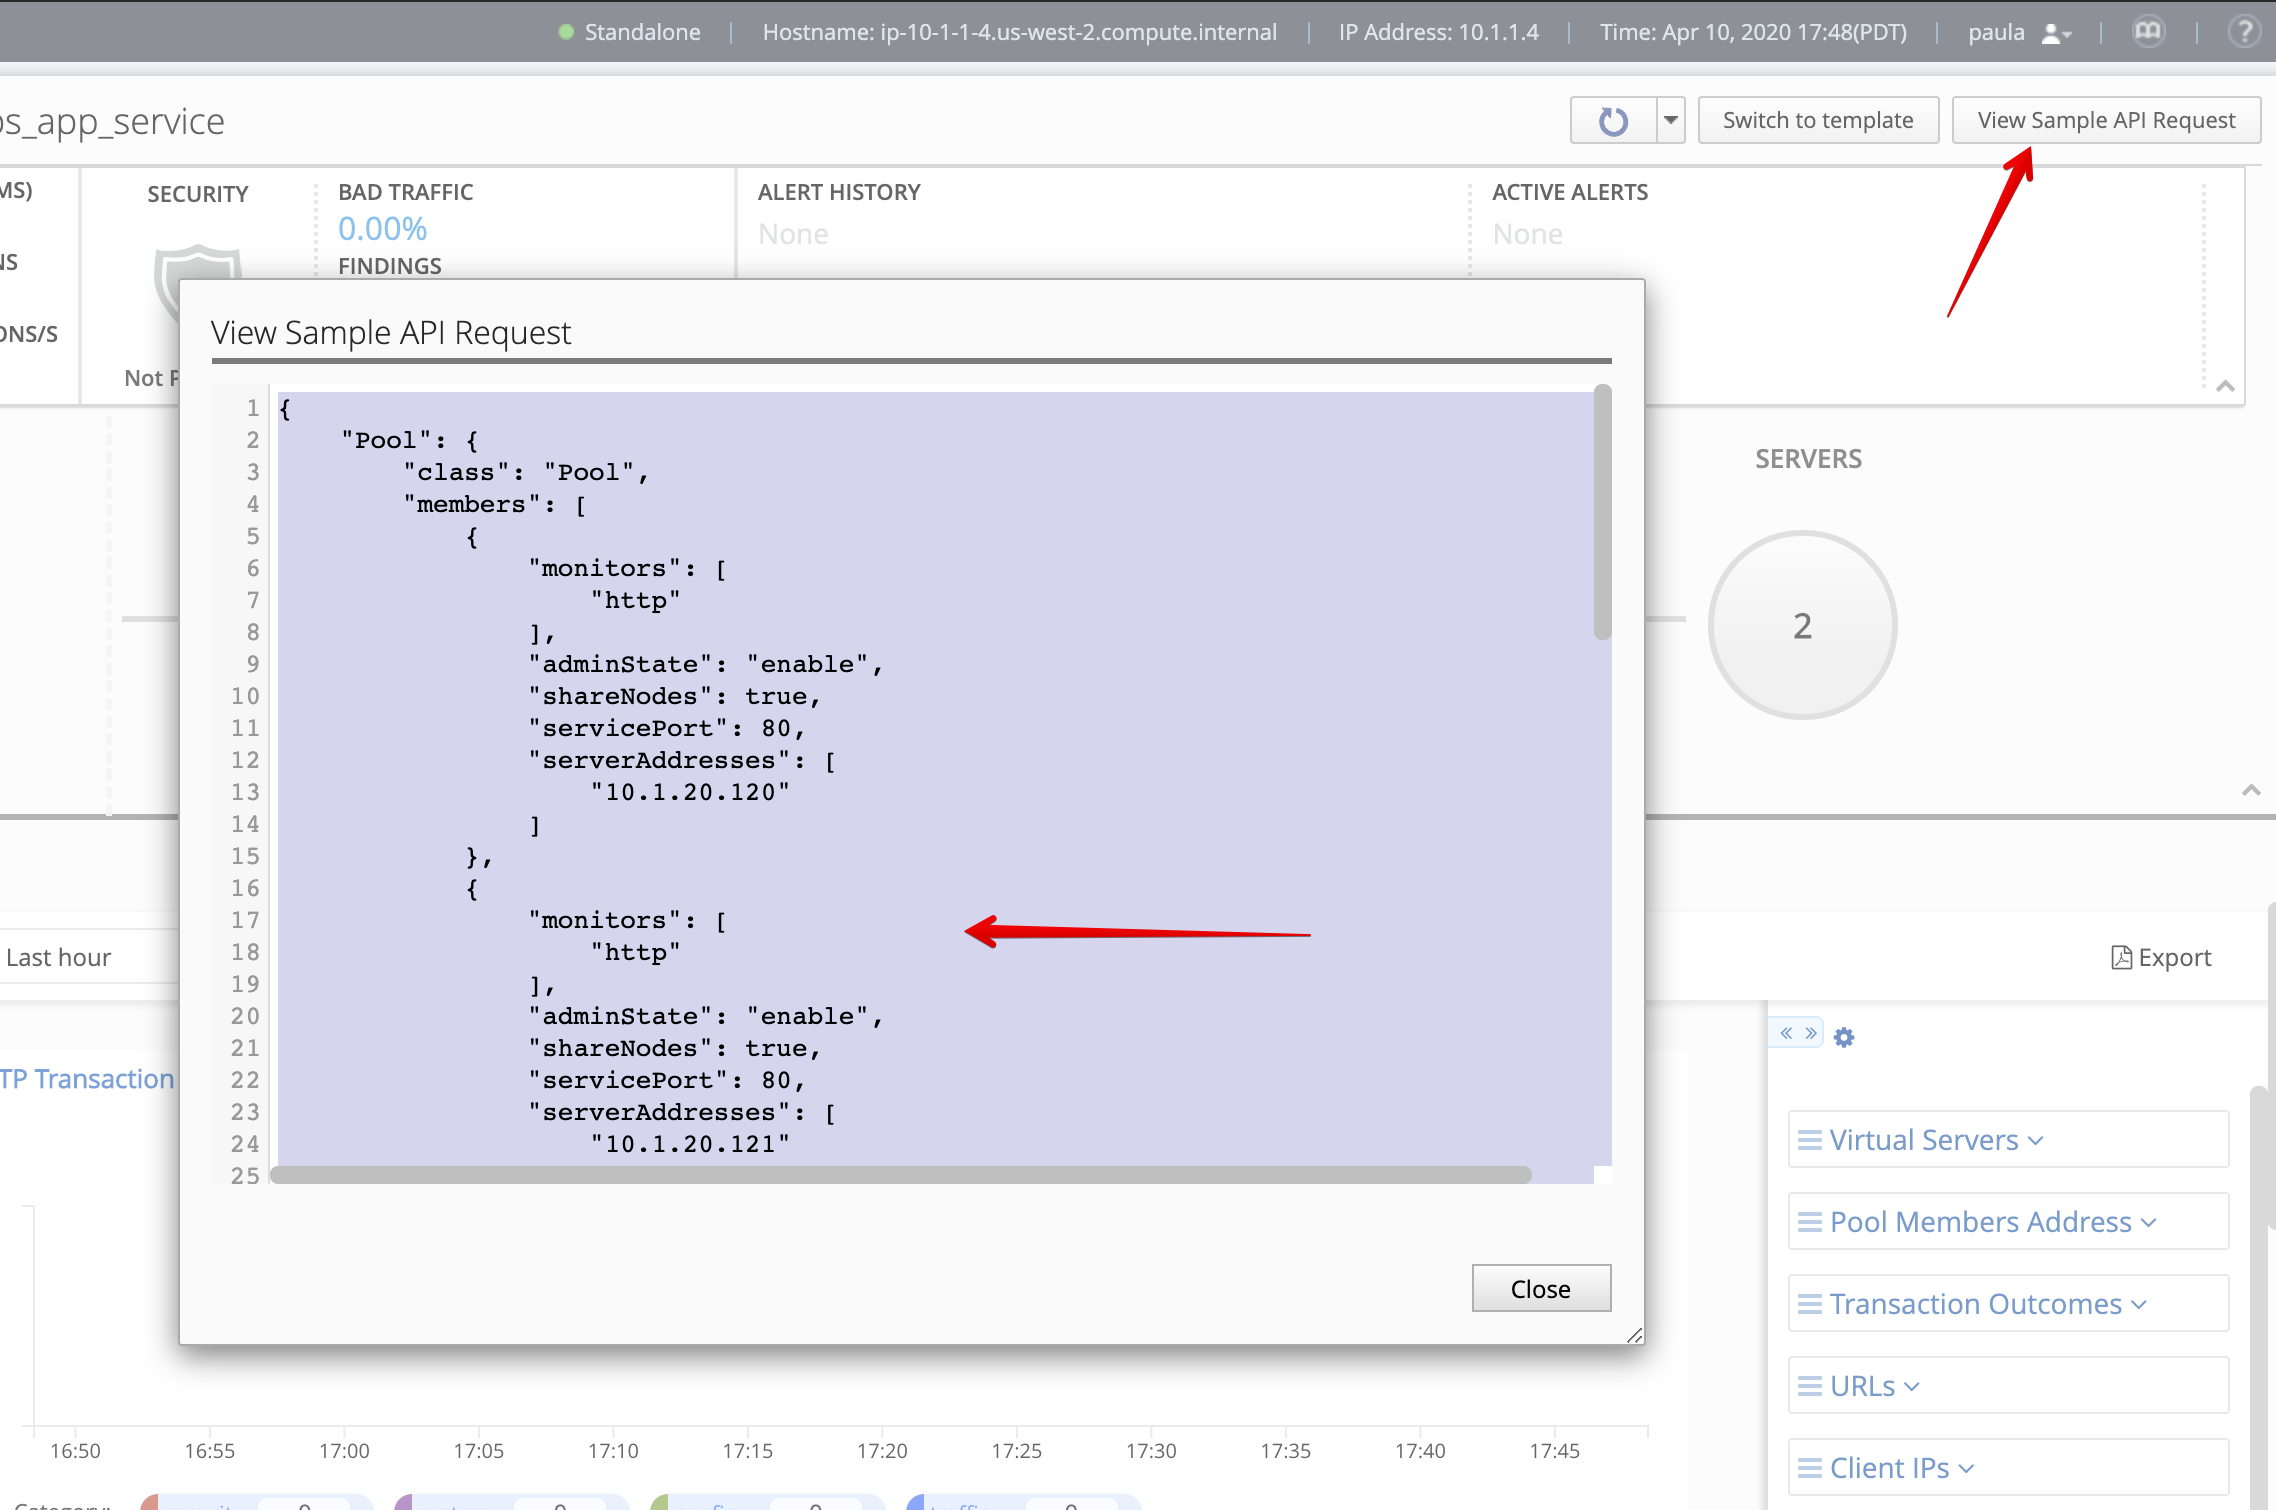 Standalone
Hostname: ip-10-1-1-4.us-west-2.compute.internal
IP Address: 10.1.1.4
Time: Apr 10, 2020 17:48(PDT)
paula
?
s_app_service
Switch to template
View Sample API Request
MS)
NS
ONS/S
SECURITY
Not P
BAD TRAFFIC
0.00%
FINDINGS
ALERT HISTORY
None
ACTIVE ALERTS
None
View Sample API Request
1 {
2 "Pool": {
3 "class": "Pool",
4 "members": [
5 {
6 "monitors": [
7 "http"
8 ],
9 "adminState": "enable",
10 "shareNodes": true,
11 "servicePort": 80,
12 "serverAddresses": [
13 "10.1.20.120"
14 ]
15 },
16 {
17 "monitors": [
18 "http"
19 ],
20 "adminState": "enable",
21 "shareNodes": true,
22 "servicePort": 80,
23 "serverAddresses": [
24 "10.1.20.121"
25
Close
SERVERS
2
Last hour
Export
TP Transaction
Virtual Servers
Pool Members Address
Transaction Outcomes
URLs
Client IPs
16:50 16:55 17:00 17:05 17:10 17:15 17:20 17:25 17:30 17:35 17:40 17:45